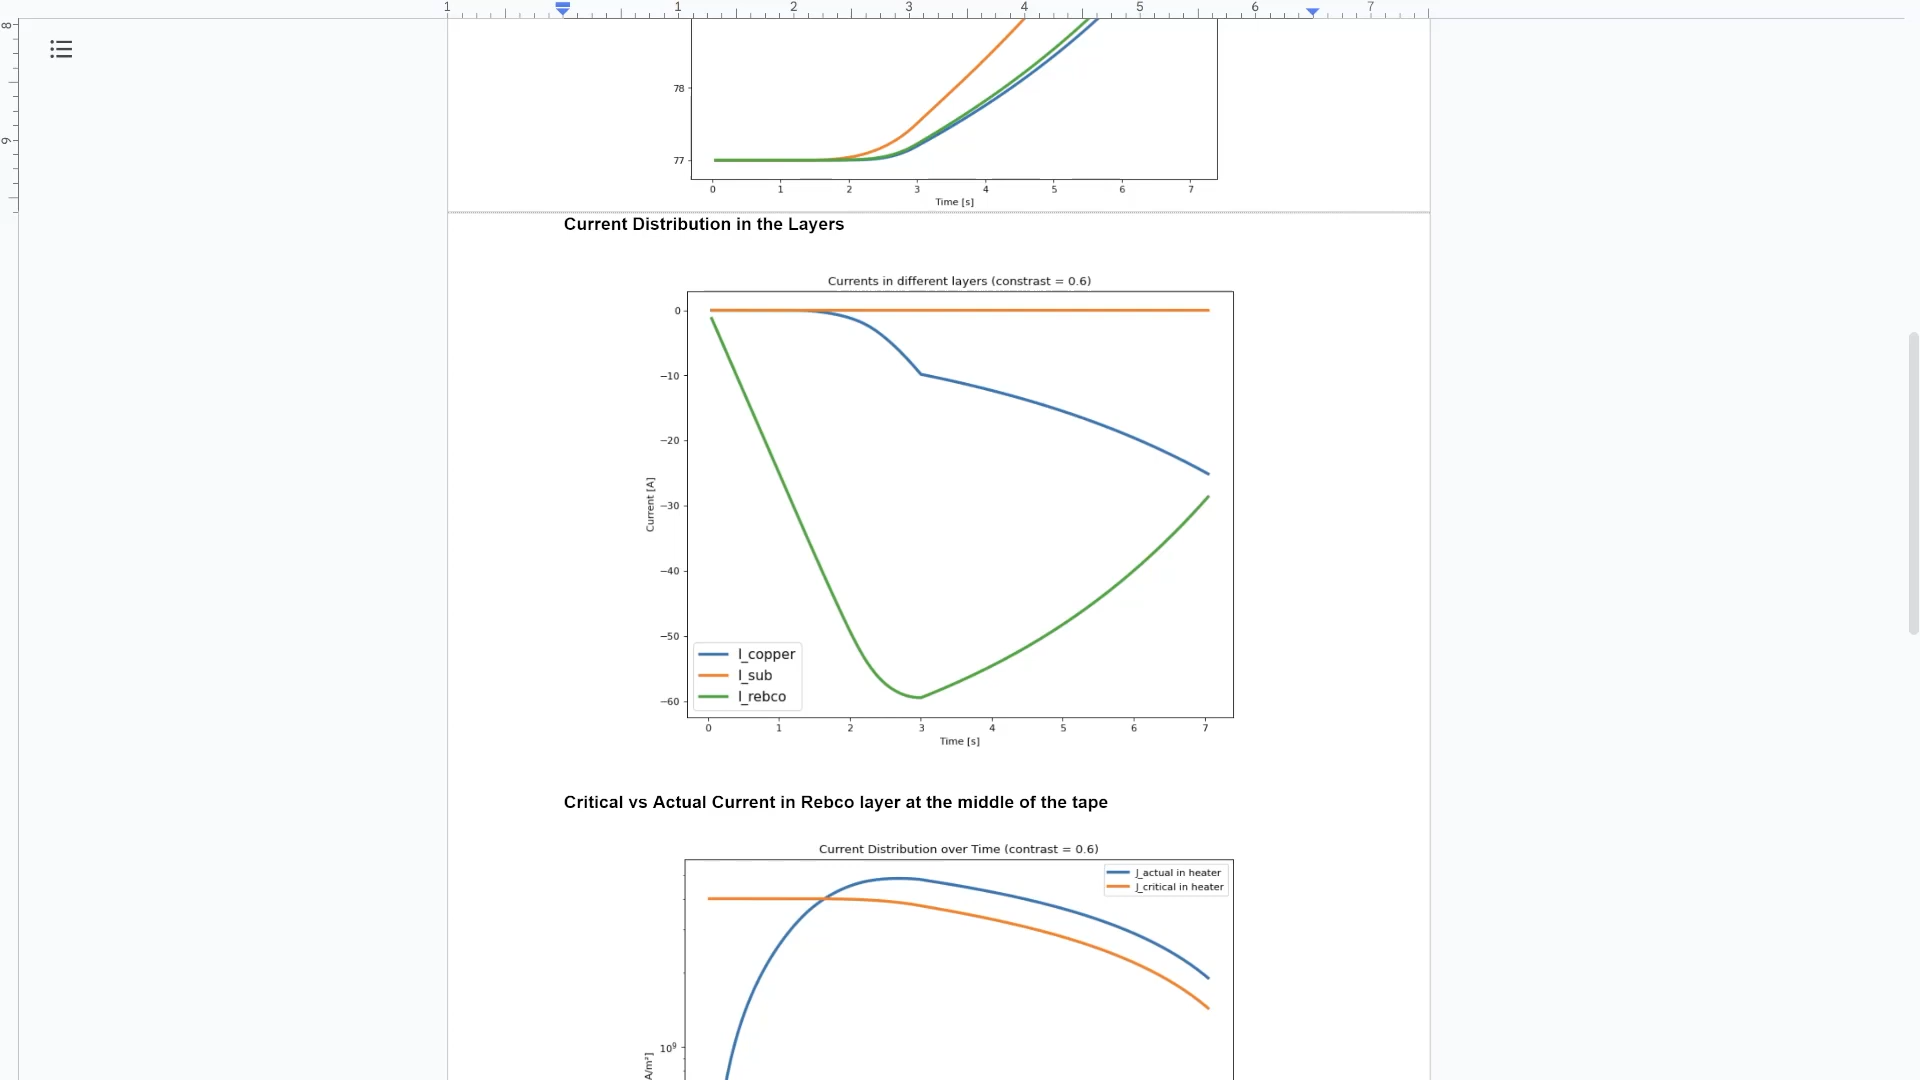 1 1 2 3 4 5 6 7
8
9
78
77
0 1 2 3 4 5 6 7
Time [s]
Current Distribution in the Layers
Currents in different layers (constrast = 0.6)
0
−10
−20
−30
−40
−50
−60
Current [A]
I_copper
I_sub
I_rebco
0 1 2 3 4 5 6 7
Time [s]
Critical vs Actual Current in Rebco layer at the middle of the tape
Current Distribution over Time (contrast = 0.6)
J_actual in heater
J_critical in heater
10⁹
A/m²]